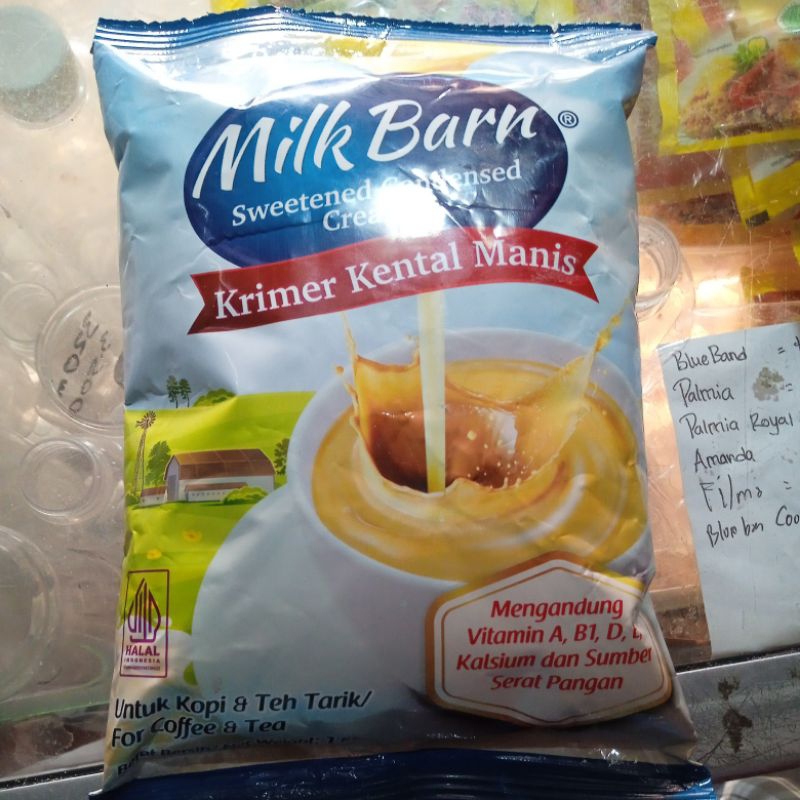 Milk Barn®
Sweetened Condensed
Krimer Kental Manis
HALAL
INDONESIA
Mengandung
Vitamin A, B1, D, E,
Kalsium dan Sumber
Serat Pangan
Untuk Kopi & Teh Tarik/
For Coffee & Tea
Blue Band =
Palmia =
Palmia Royal
Amanda
Filma =